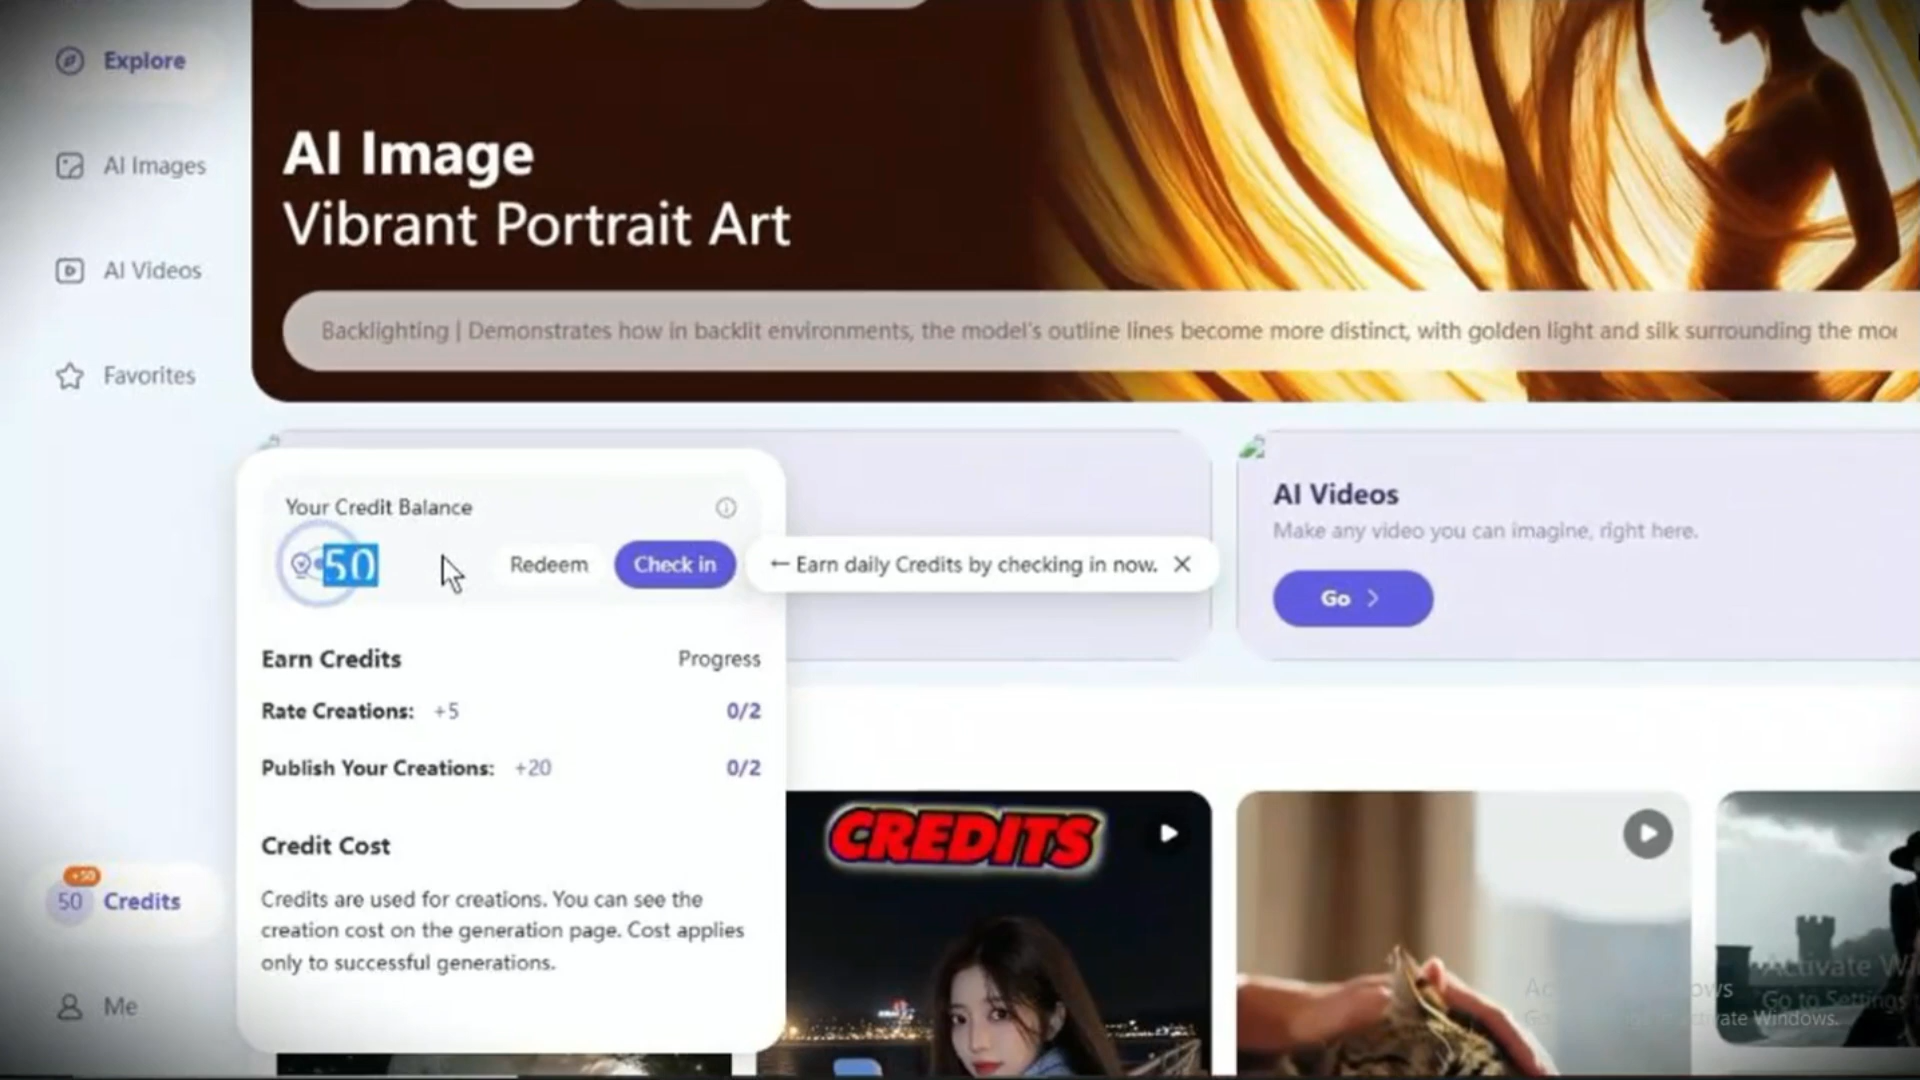 Explore
AI Images
AI Videos
Favorites
AI Image
Vibrant Portrait Art
Backlighting | Demonstrates how in backlit environments, the model's outline lines become more distinct, with golden light and silk surrounding the
Your Credit Balance
50
Redeem
Check in
← Earn daily Credits by checking in now. ×
Earn Credits
Progress
Rate Creations: +5
0/2
Publish Your Creations: +20
0/2
Credit Cost
Credits are used for creations. You can see the
creation cost on the generation page. Cost applies
only to successful generations.
AI Videos
Make any video you can imagine, right here.
Go >
CREDITS
+50
50 Credits
Me
Activate
Go to Settings
Windows.